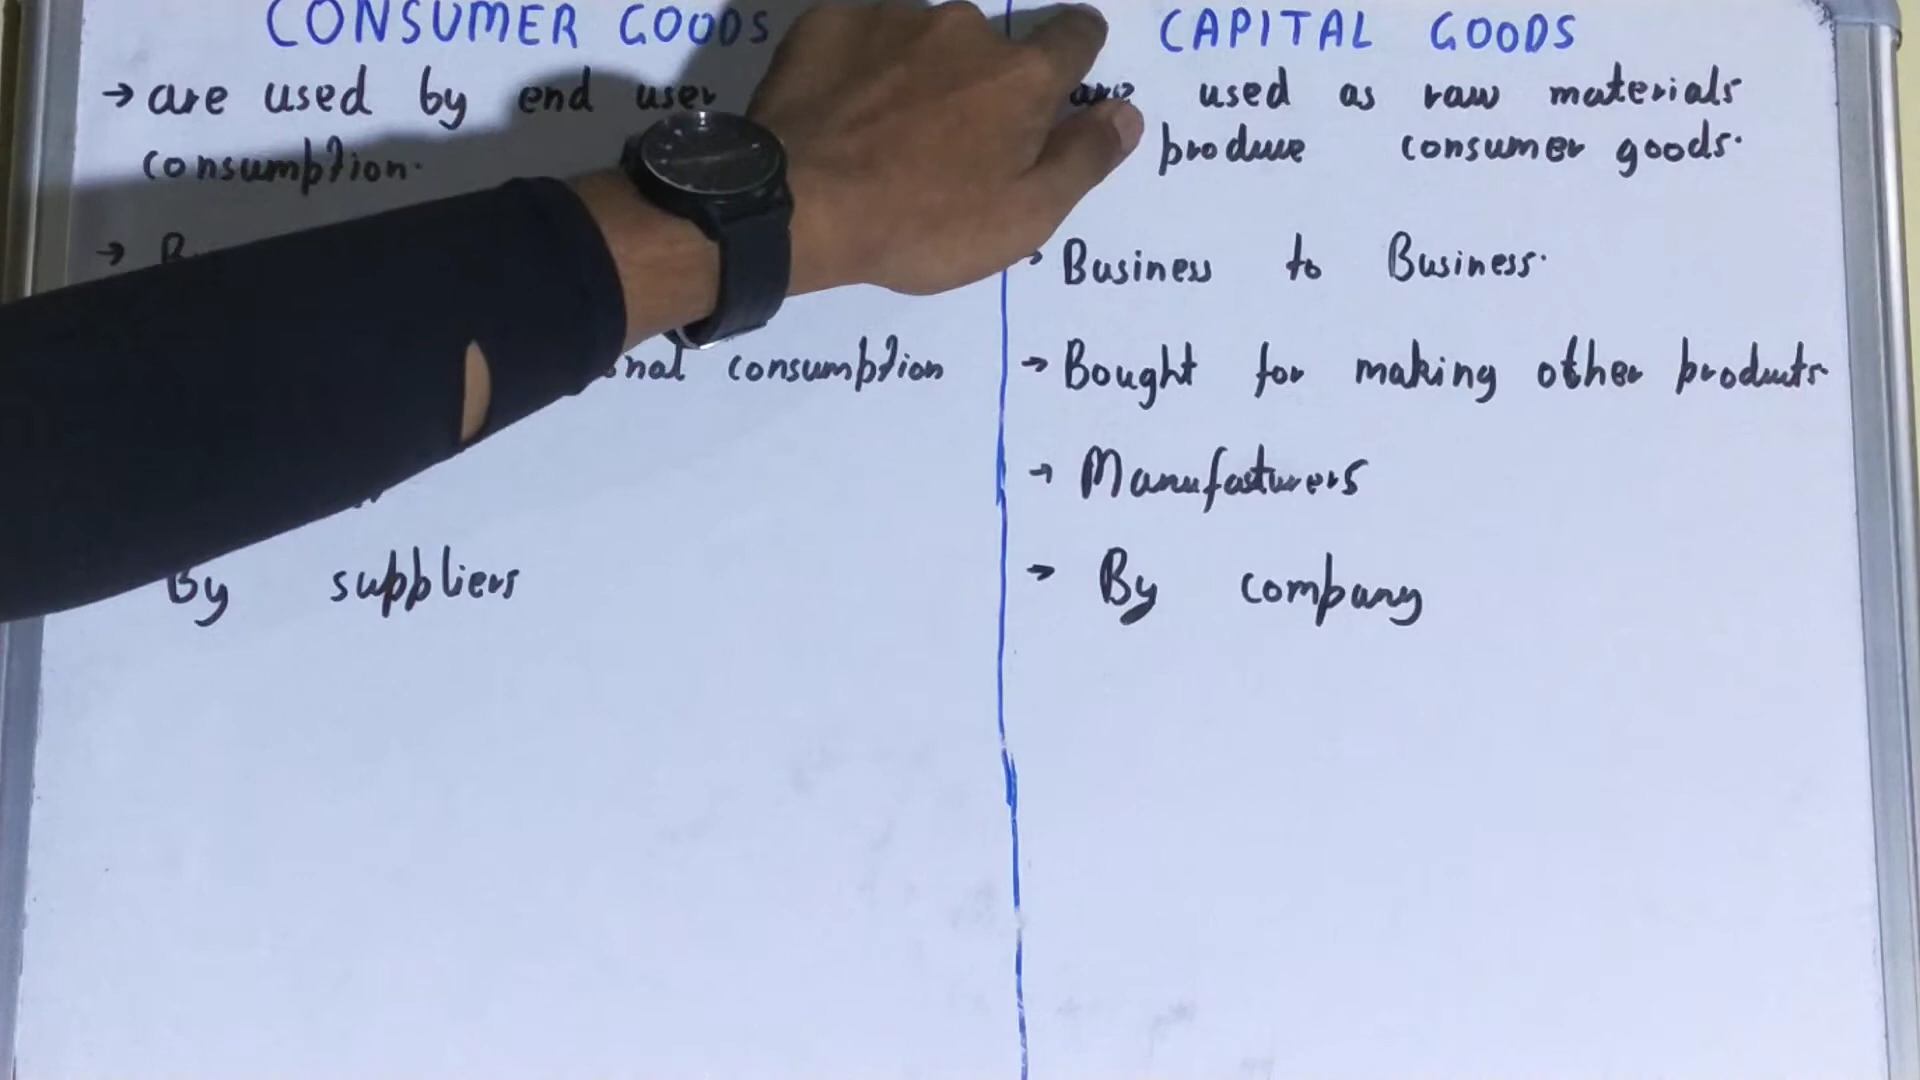 CONSUMER GOODS
→ are used by end user
consumption.
→
consumption
By suppliers
CAPITAL GOODS
are used as raw materials
produce consumer goods.
Business to Business.
→ Bought for making other products
→ Manufacturers
→ By company